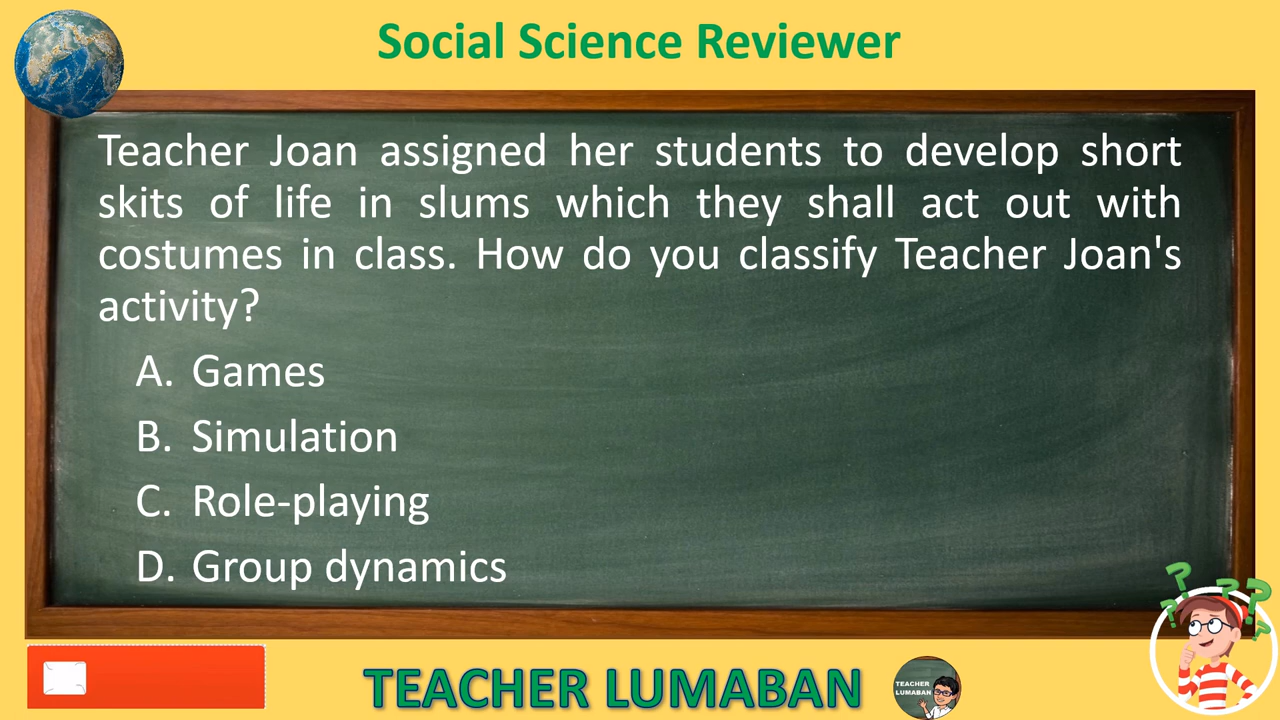 Social Science Reviewer
Teacher Joan assigned her students to develop short
skits of life in slums which they shall act out with
costumes in class. How do you classify Teacher Joan's
activity?
A. Games
B. Simulation
C. Role-playing
D. Group dynamics
TEACHER LUMABAN
TEACHER
LUMABAN